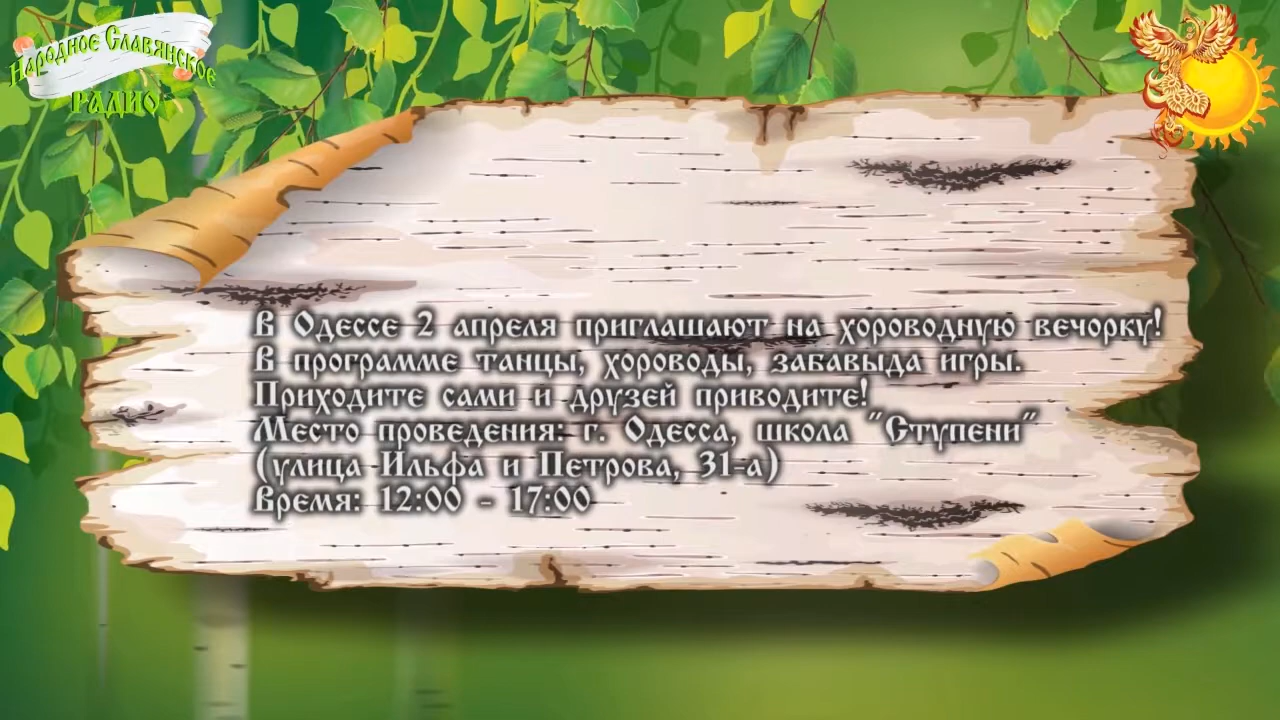 Народное Славянское
РАДИО
В Одессе 2 апреля приглашают на хороводную вечорку!
В программе танцы, хороводы, забавыда игры.
Приходите сами и друзей приводите!
Место проведения: г. Одесса, школа "Ступени"
(улица Ильфа и Петрова, 31-а)
Время: 12:00 - 17:00